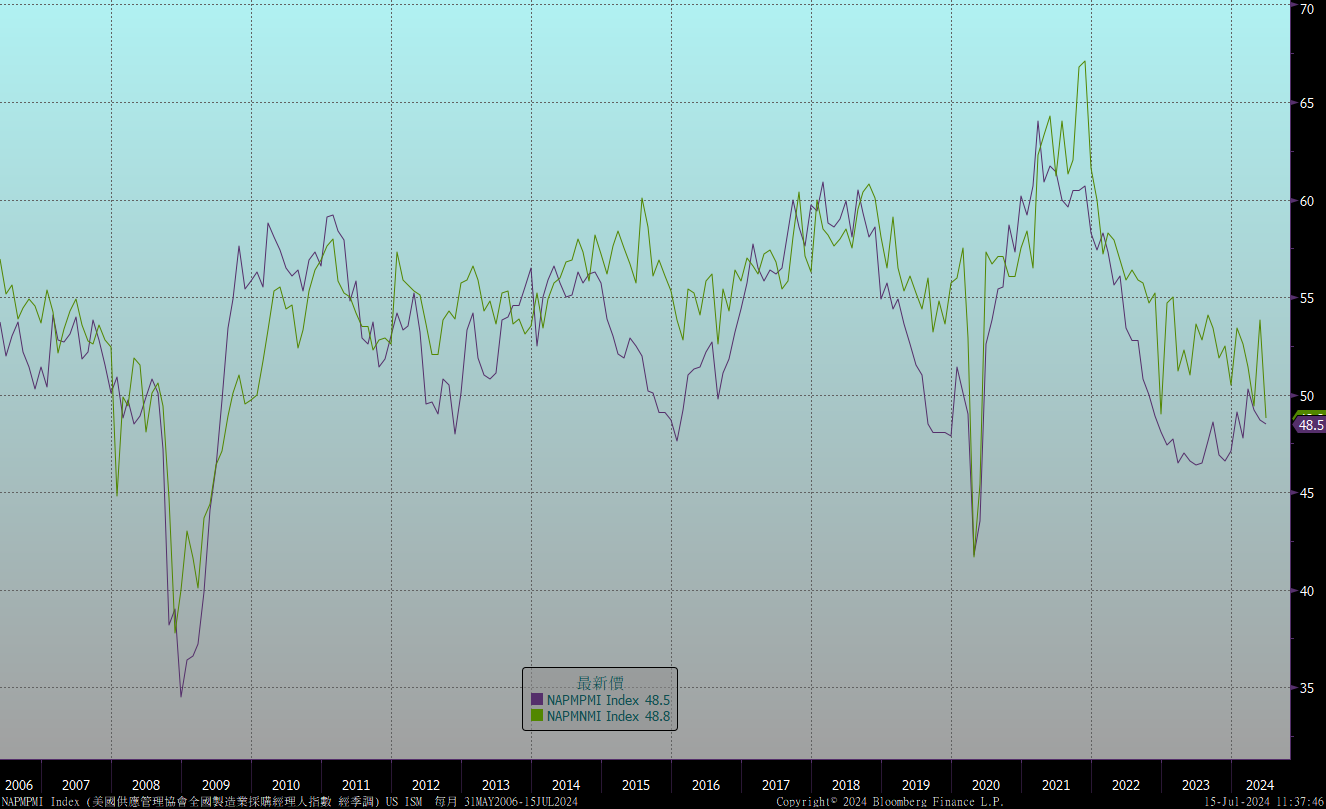 70
65
60
55
50
48.5
45
40
35
最新價
NAPMPMI Index 48.5
NAPMNMI Index 48.8
2006 2007 2008 2009 2010 2011 2012 2013 2014 2015 2016 2017 2018 2019 2020 2021 2022 2023 2024
NAPMPMI Index (美國供應管理協會全國製造業採購經理人指數 經季調) US ISM 每月 31MAY2006-15JUL2024 Copyright© 2024 Bloomberg Finance L.P. 15-Jul-2024 11:37:46